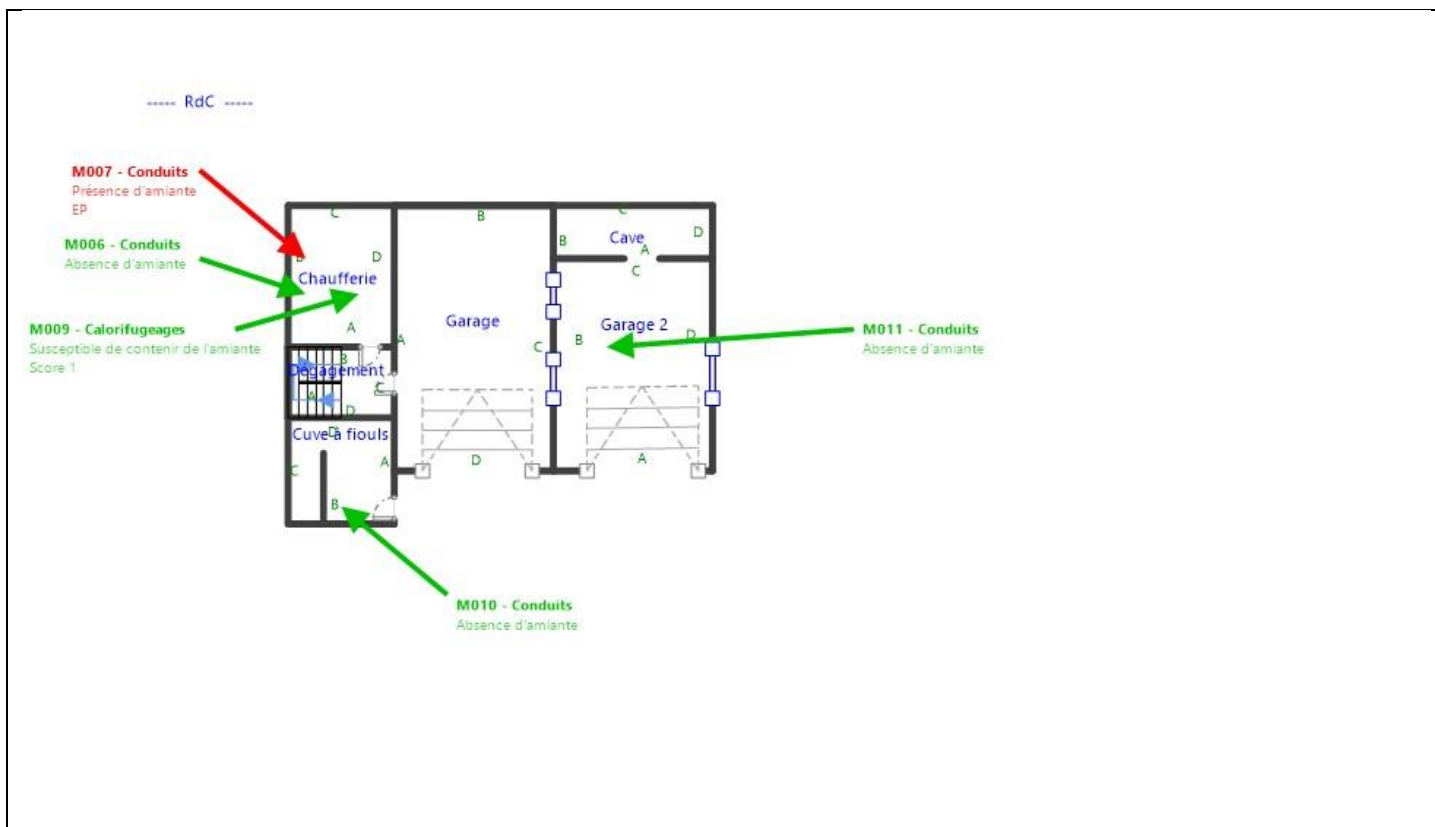 ----- RdC -----
M007 - Conduits
Présence d'amiante
EP
C
B
C
D
B
Cave
A
M006 - Conduits
Absence d'amiante
D
C
Chaufferie
M009 - Calorifugeages
Susceptible de contenir de l'amiante
Score 1
A
A
Garage
C
B
Garage 2
D
M011 - Conduits
Absence d'amiante
B
Dégagement
C
A
D
Cuve à fiouls
D
C
A
B
D
A
M010 - Conduits
Absence d'amiante